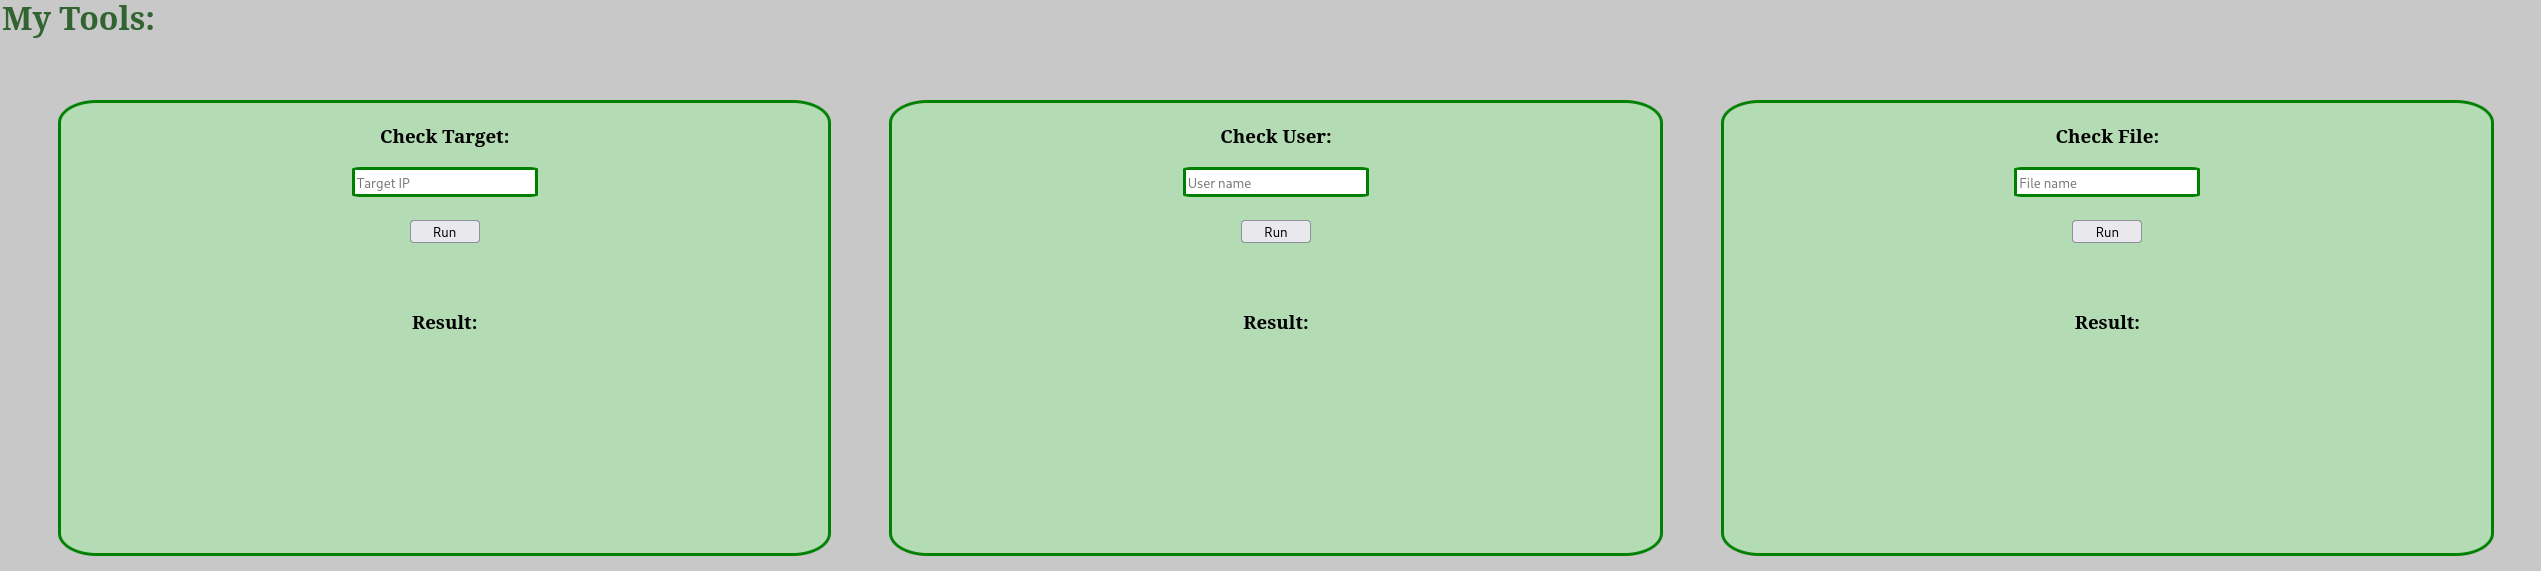 My Tools:
Check Target:
Target IP
Run
Result:
Check User:
User name
Run
Result:
Check File:
File name
Run
Result: